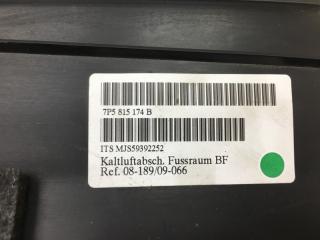 7P5 815 174 B
ITS MJS59392252
Kaltluftabsch. Fussraum BF
Ref. 08-189/09-066